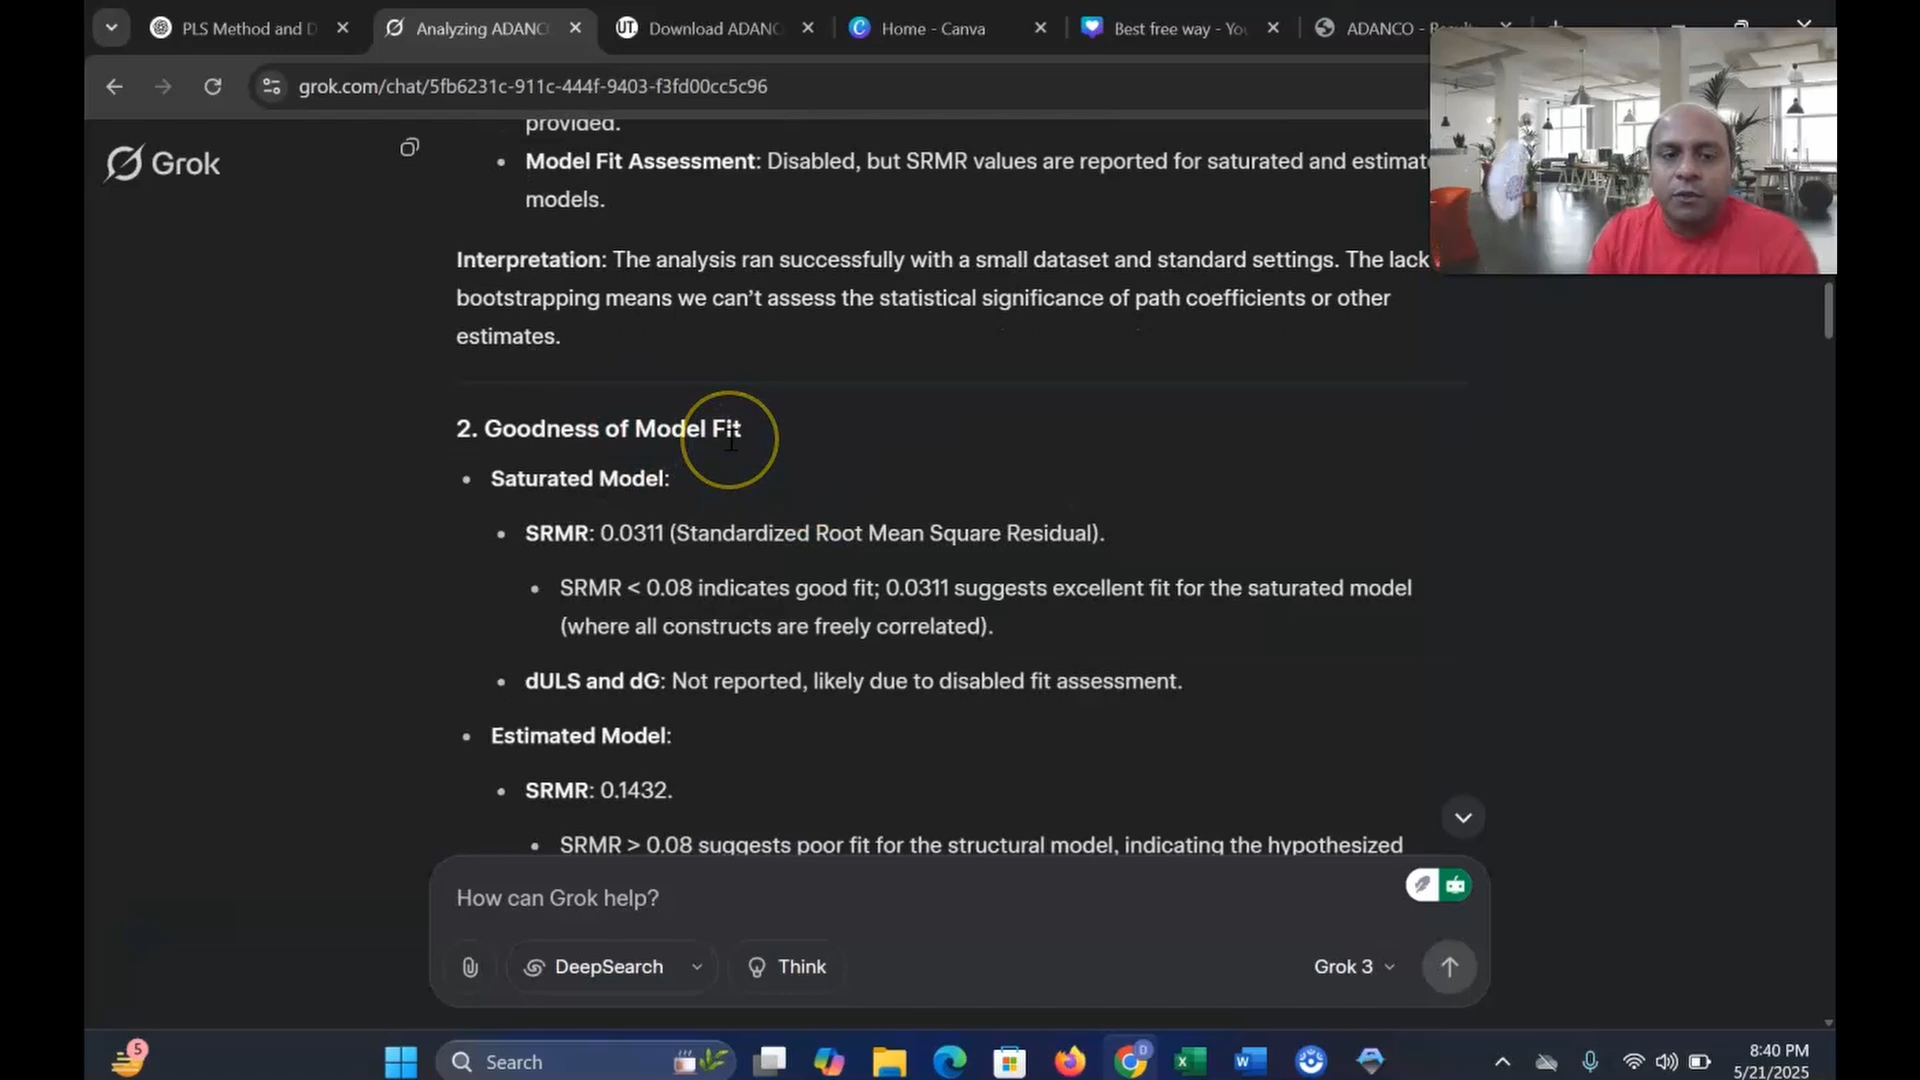 PLS Method and D
Analyzing ADANC
UT.
Download ADANC
Home - Canva
Best free way - You
ADANCO - Result
grok.com/chat/5fb6231c-911c-444f-9403-f3fd00cc5c96
Grok
provided.
Model Fit Assessment: Disabled, but SRMR values are reported for saturated and estimat
models.
Interpretation: The analysis ran successfully with a small dataset and standard settings. The lack
bootstrapping means we can't assess the statistical significance of path coefficients or other
estimates.
2. Goodness of Model Fit
Saturated Model:
SRMR: 0.0311 (Standardized Root Mean Square Residual).
SRMR < 0.08 indicates good fit; 0.0311 suggests excellent fit for the saturated model
(where all constructs are freely correlated).
dULS and dG: Not reported, likely due to disabled fit assessment.
Estimated Model:
SRMR: 0.1432.
SRMR > 0.08 suggests poor fit for the structural model, indicating the hypothesized
How can Grok help?
DeepSearch
Think
Grok 3
5
Search
D
8:40 PM
5/21/2025